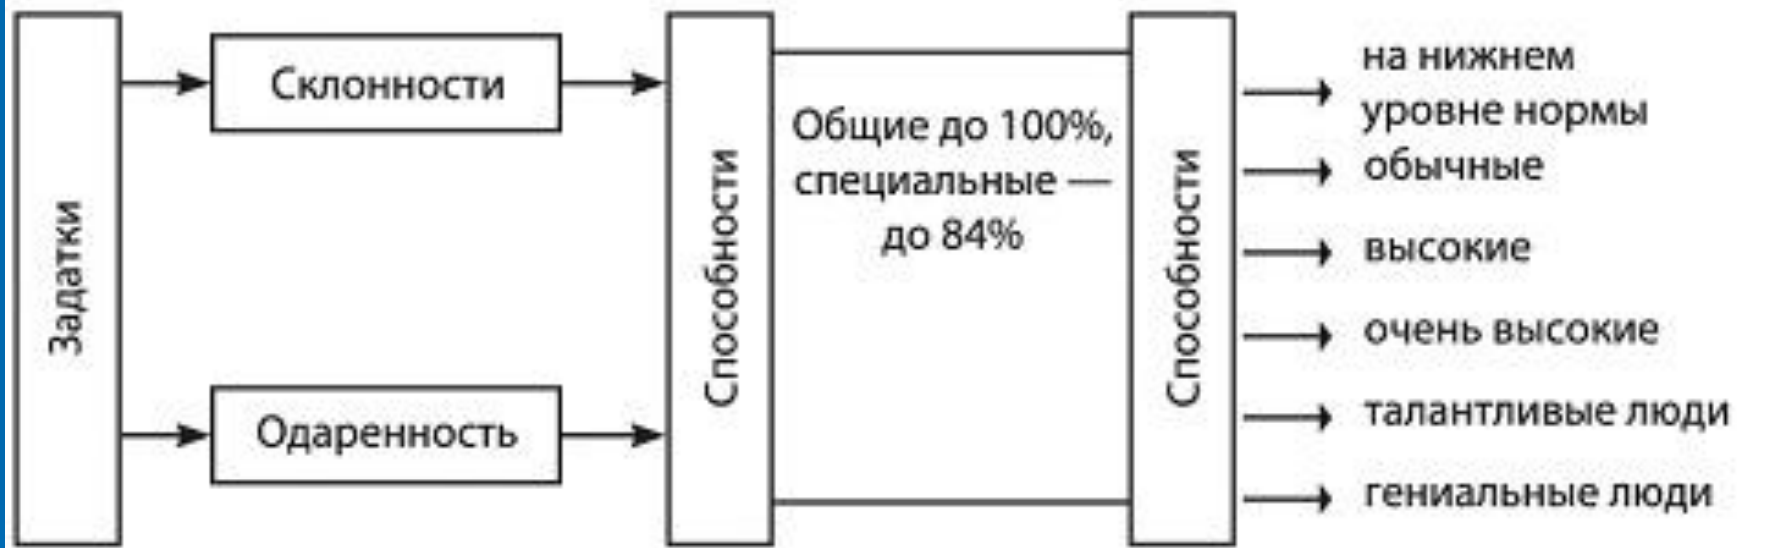 Задатки
Склонности
Одаренность
Способности
Общие до 100%,
специальные —
до 84%
Способности
на нижнем
уровне нормы
обычные
высокие
очень высокие
талантливые люди
гениальные люди